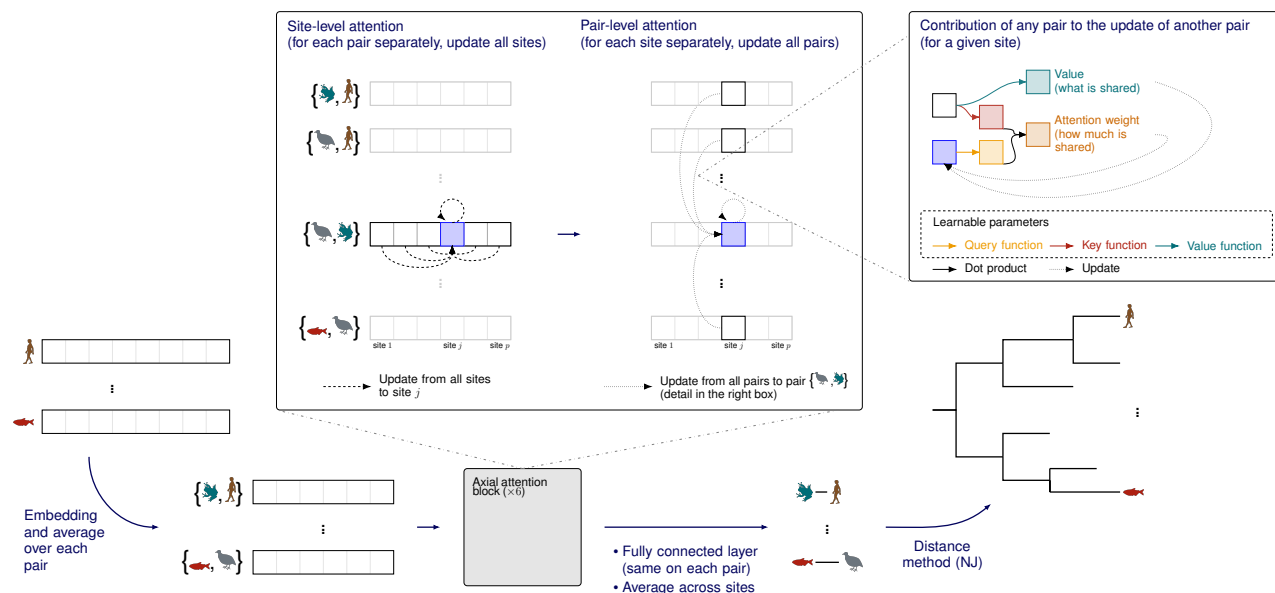 Site-level attention
(for each pair separately, update all sites)
Pair-level attention
(for each site separately, update all pairs)
{ , }
{ , }
...
{ , }
...
{ , }
site 1
site j
site p
site 1
site j
site p
Update from all sites
to site j
Update from all pairs to pair { , }
(detail in the right box)
Contribution of any pair to the update of another pair
(for a given site)
Value
(what is shared)
Attention weight
(how much is
shared)
Learnable parameters
Query function
Key function
Value function
Dot product
Update
...
Embedding
and average
over each
pair
{ , }
...
{ , }
Axial attention
block (×6)
• Fully connected layer
(same on each pair)
• Average across sites
...
Distance
method (NJ)
...